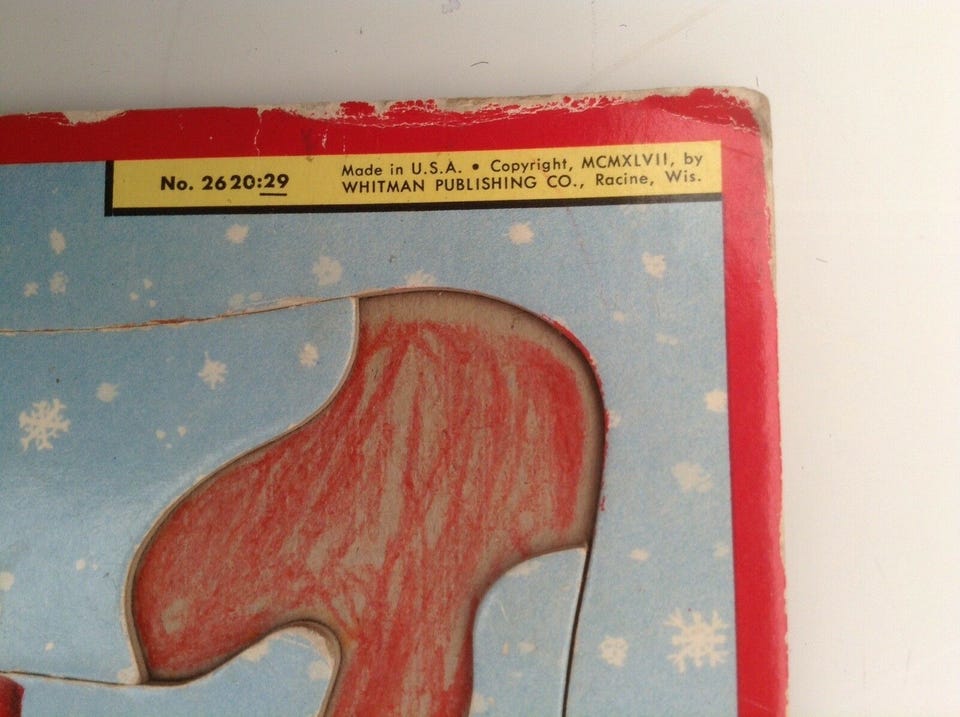 No. 2620:29
Made in U.S.A. • Copyright, MCMXLVII, by
WHITMAN PUBLISHING CO., Racine, Wis.